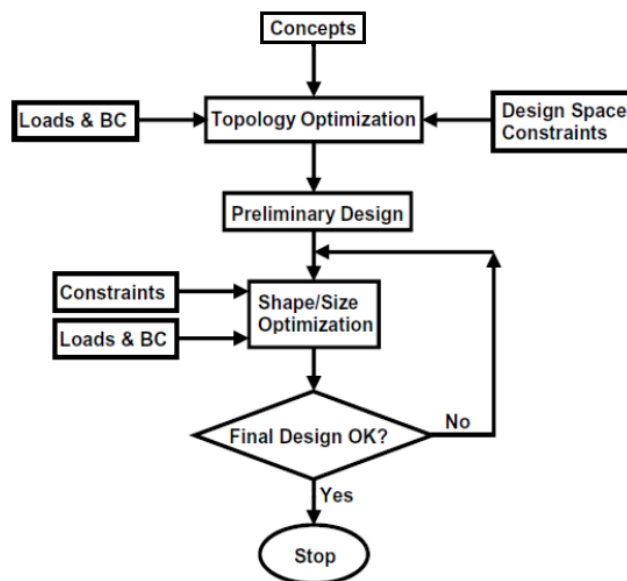 Concepts
Loads & BC
Topology Optimization
Design Space
Constraints
Preliminary Design
Constraints
Shape/Size
Optimization
Loads & BC
Final Design OK?
No
Yes
Stop